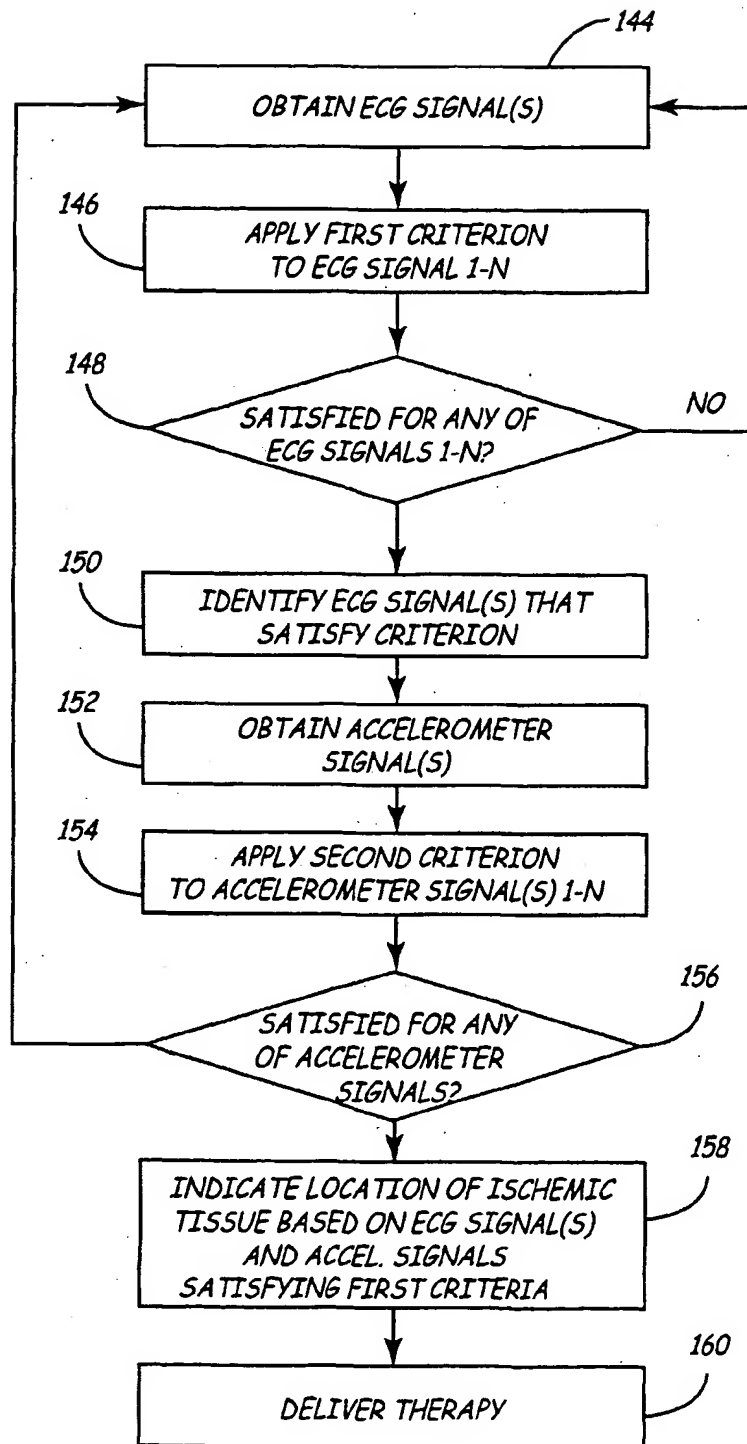 144
OBTAIN ECG SIGNAL(S)
146
APPLY FIRST CRITERION
TO ECG SIGNAL 1-N
148
SATISFIED FOR ANY OF
ECG SIGNALS 1-N?
NO
150
IDENTIFY ECG SIGNAL(S) THAT
SATISFY CRITERION
152
OBTAIN ACCELEROMETER
SIGNAL(S)
154
APPLY SECOND CRITERION
TO ACCELEROMETER SIGNAL(S) 1-N
156
SATISFIED FOR ANY
OF ACCELEROMETER
SIGNALS?
158
INDICATE LOCATION OF ISCHEMIC
TISSUE BASED ON ECG SIGNAL(S)
AND ACCEL. SIGNALS
SATISFYING FIRST CRITERIA
160
DELIVER THERAPY